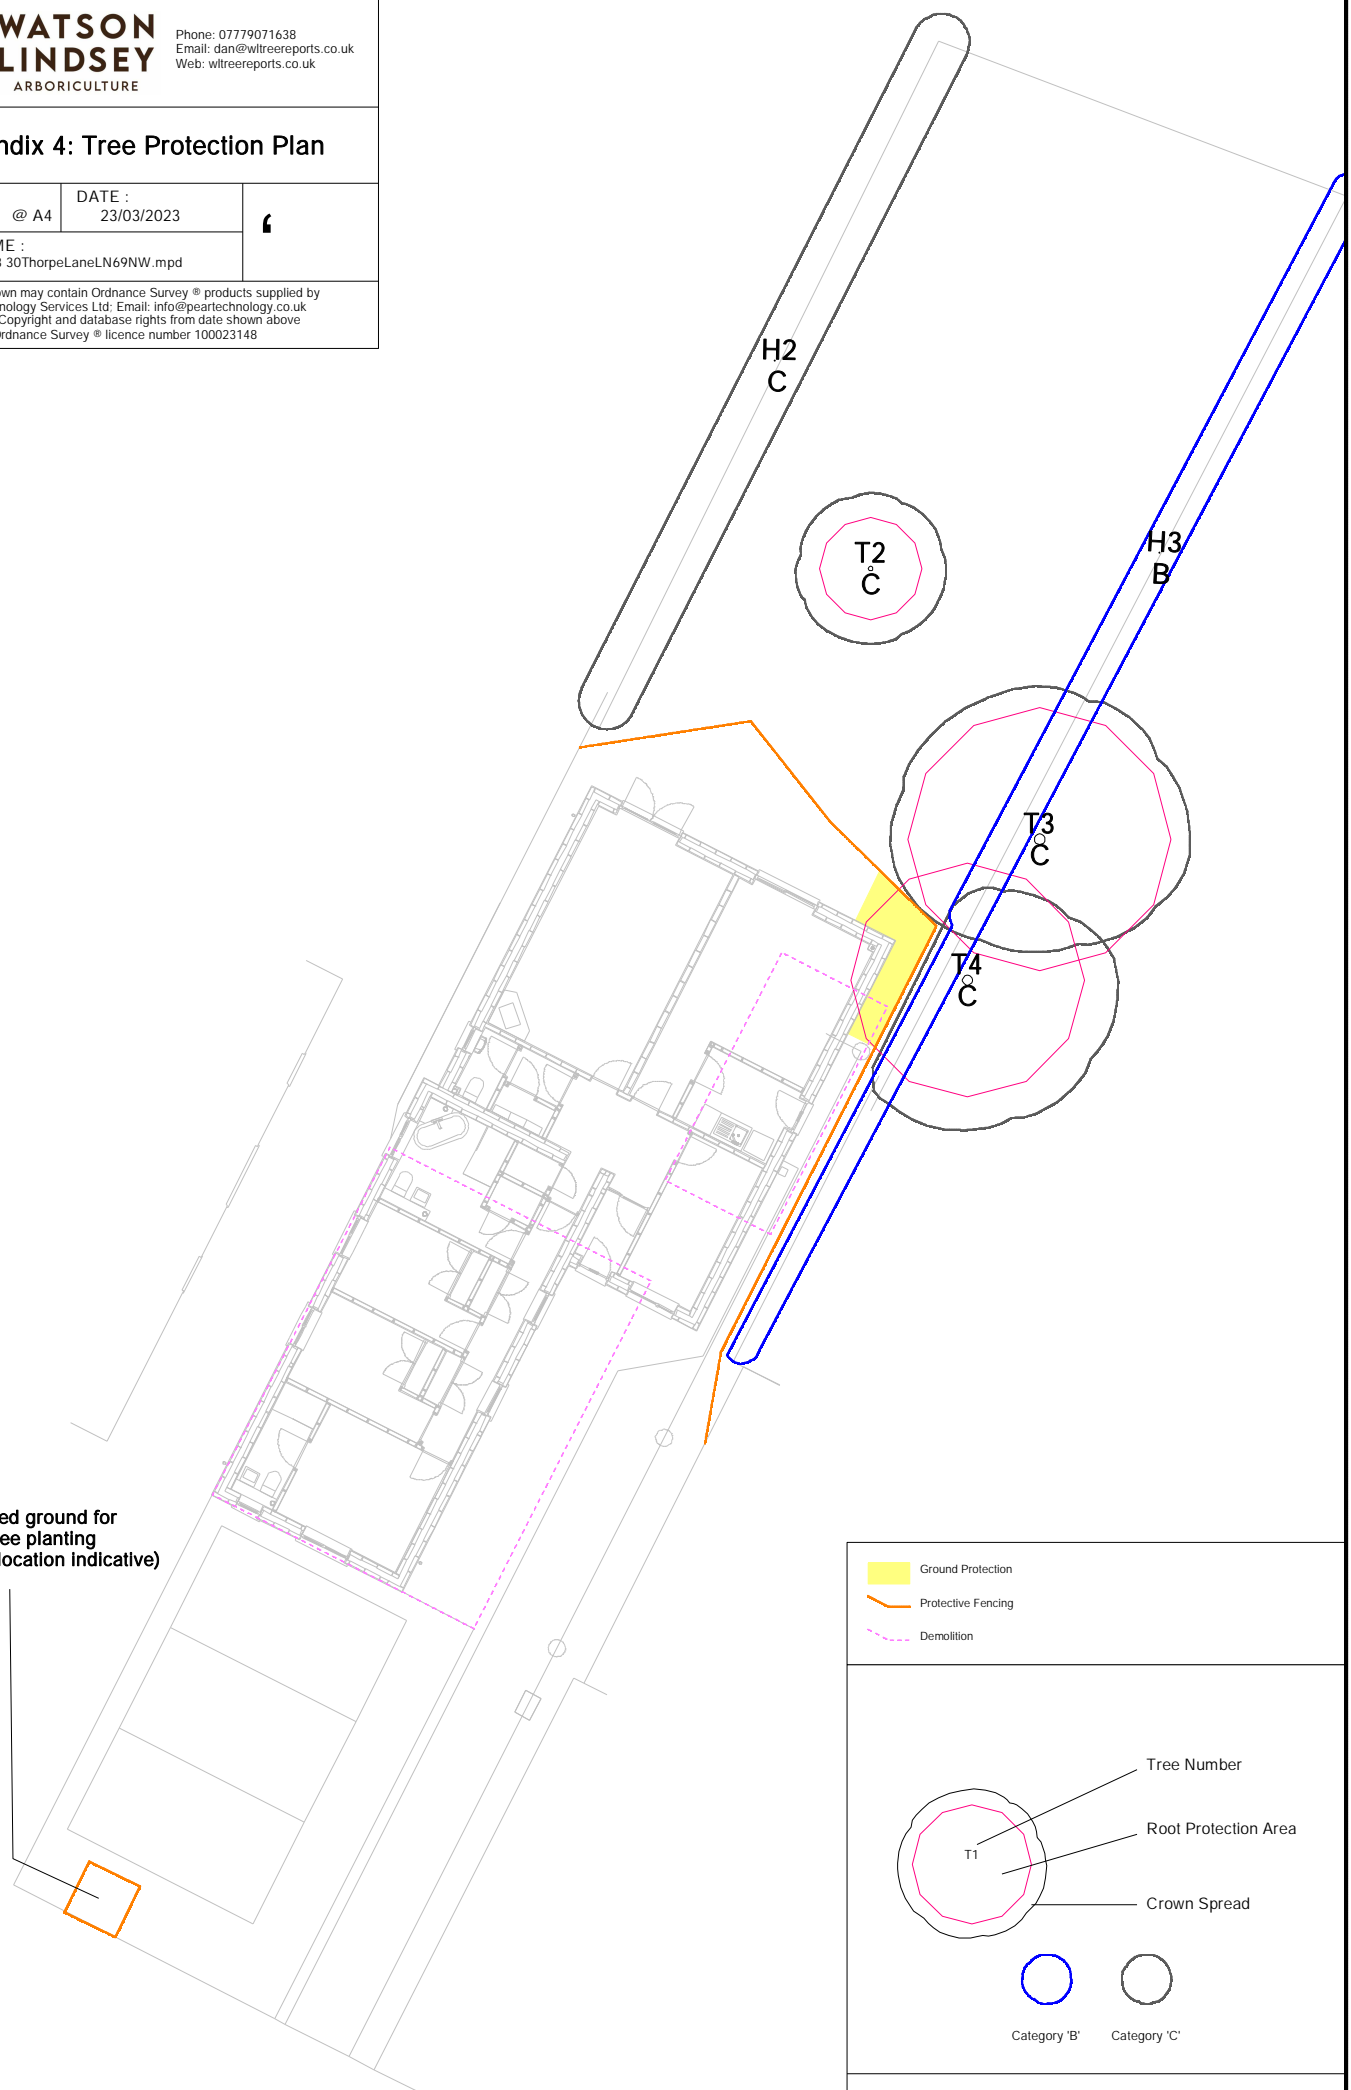 WATSON
LINDSEY
ARBORICULTURE
Phone: 07779071638
Email: dan@wltreereports.co.uk
Web: wltreereports.co.uk
ndix 4: Tree Protection Plan
@ A4
DATE :
23/03/2023
ME :
30ThorpeLaneLN69NW.mpd
own may contain Ordnance Survey ® products supplied by
nology Services Ltd; Email: info@peartechnology.co.uk
Copyright and database rights from date shown above
Ordnance Survey ® licence number 100023148
H2
C
T2
C
H3
B
T3
C
T4
C
ed ground for
ee planting
location indicative)
Ground Protection
Protective Fencing
Demolition
Tree Number
Root Protection Area
T1
Crown Spread
Category 'B'
Category 'C'